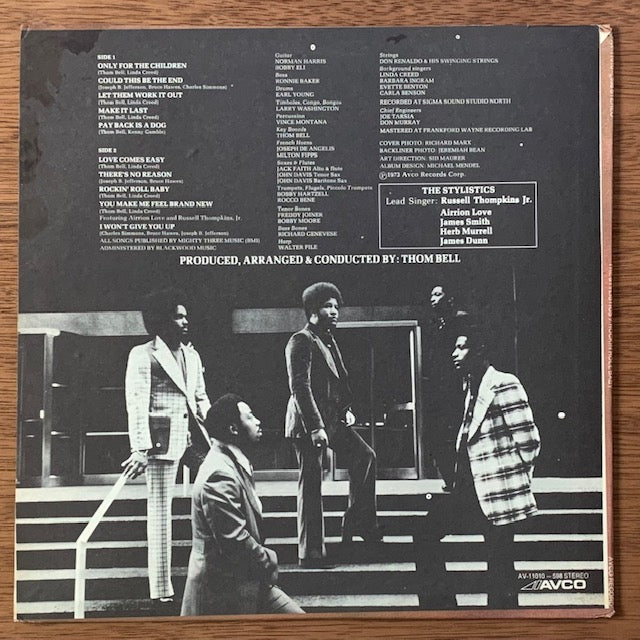 SIDE 1
ONLY FOR THE CHILDREN
(Thom Bell, Linda Creed)
COULD THIS BE THE END
(Joseph B. Jefferson, Bruce Hawes, Charles Simmons)
LET THEM WORK IT OUT
(Thom Bell, Linda Creed)
MAKE IT LAST
(Thom Bell, Linda Creed)
PAY BACK IS A DOG
(Thom Bell, Kenny Gamble)
SIDE 2
LOVE COMES EASY
(Thom Bell, Linda Creed)
THERE'S NO REASON
(Joseph B. Jefferson, Bruce Hawes)
ROCKIN' ROLL BABY
(Thom Bell, Linda Creed)
YOU MAKE ME FEEL BRAND NEW
(Thom Bell, Linda Creed)
Featuring Airrion Love and Russell Thompkins, Jr.
I WON'T GIVE YOU UP
(Charles Simmons, Bruce Hawes, Joseph B. Jefferson)
ALL SONGS PUBLISHED BY MIGHTY THREE MUSIC (BMI)
ADMINISTERED BY BLACKWOOD MUSIC
Guitar
NORMAN HARRIS
BOBBY ELI
Bass
RONNIE BAKER
Drums
EARL YOUNG
Timbales, Conga, Bongos
LARRY WASHINGTON
Percussion
VINCE MONTANA
Key Boards
THOM BELL
French Horns
JOSEPH DE ANGELIS
MILTON PIPPS
Saxes & Flutes
JACK FAITH Alto & flute
JOHN DAVIS Tenor Sax
JOHN DAVIS Baritone Sax
Trumpets, Flugels, Piccolo Trumpets
BOBBY HARTZELL
ROCCO BENE
Tenor Bones
FREDDY JOINER
BOBBY MOORE
Bass Bones
RICHARD GENEVESE
Harp
WALTER PILE
Strings
DON RENALDO & HIS SWINGING STRINGS
Background singers
LINDA CREED
BARBARA INGRAM
EVETTE BENTON
CARLA BENSON
RECORDED AT SIGMA SOUND STUDIO NORTH
Chief Engineers
JOE TARSIA
DON MURRAY
MASTERED AT FRANKFORD WAYNE RECORDING LAB
COVER PHOTO: RICHARD MARX
BACKLINER PHOTO: JEREMIAH BEAN
ART DIRECTION: SID MAURER
ALBUM DESIGN: MICHAEL MENDEL
Ⓟ1973 Avco Records Corp.
THE STYLISTICS
Lead Singer: Russell Thompkins Jr.
Airrion Love
James Smith
Herb Murrell
James Dunn
PRODUCED, ARRANGED & CONDUCTED BY: THOM BELL
AV-11010-598 STEREO
AVCO